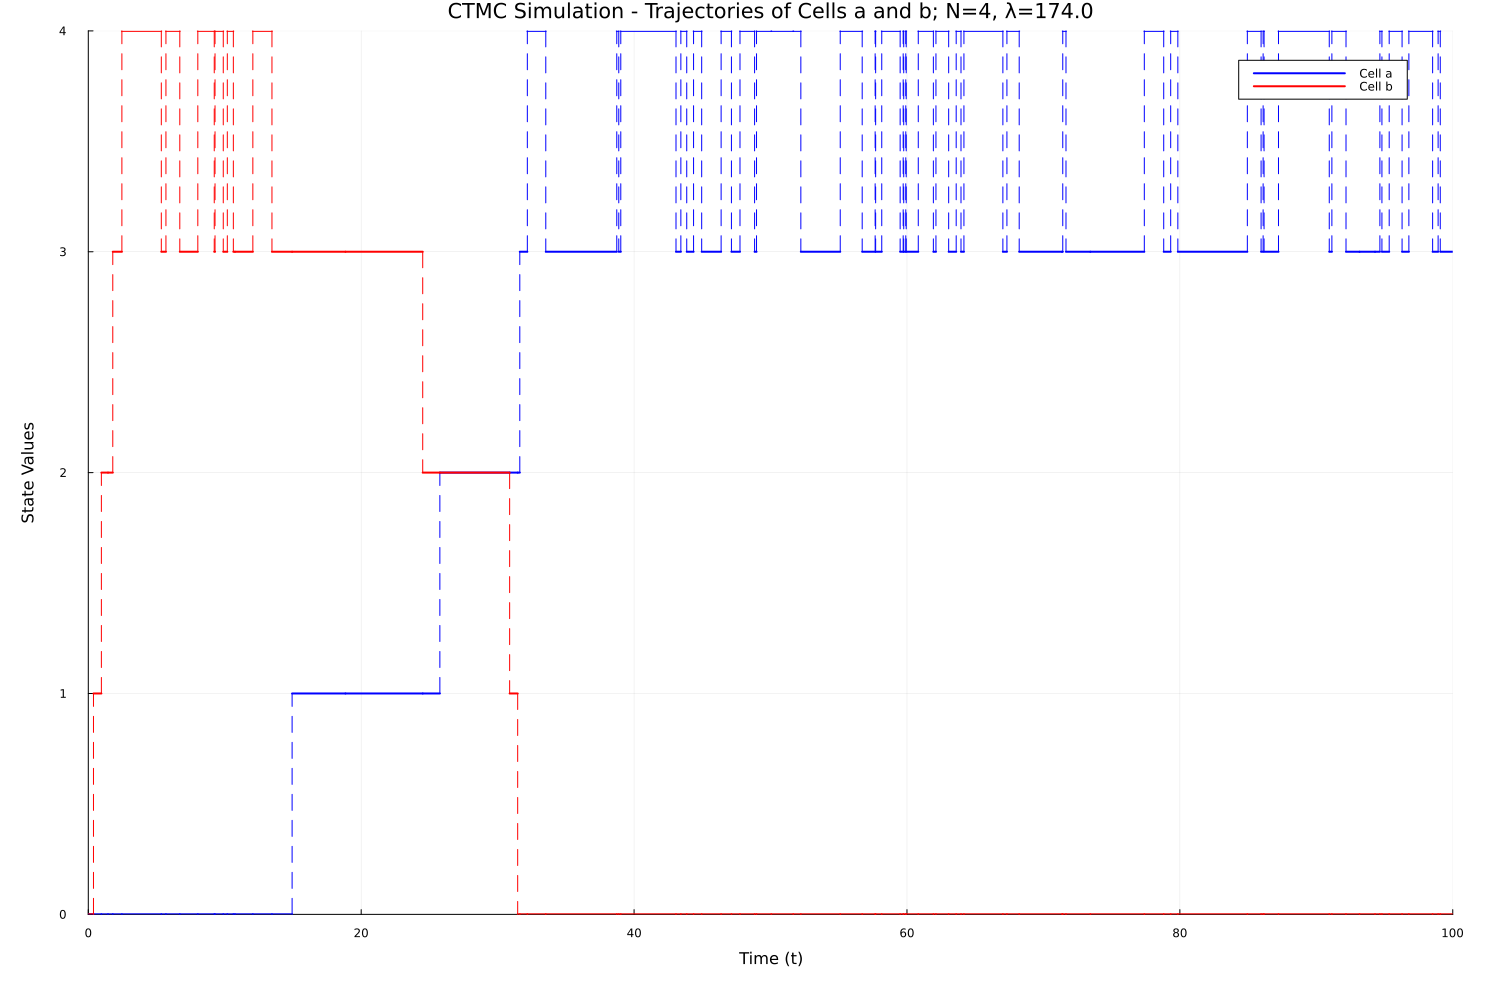 CTMC Simulation - Trajectories of Cells a and b; N=4, λ=174.0
4
Cell a
Cell b
3
State Values
2
1
0
0 20 40 60 80 100
Time (t)